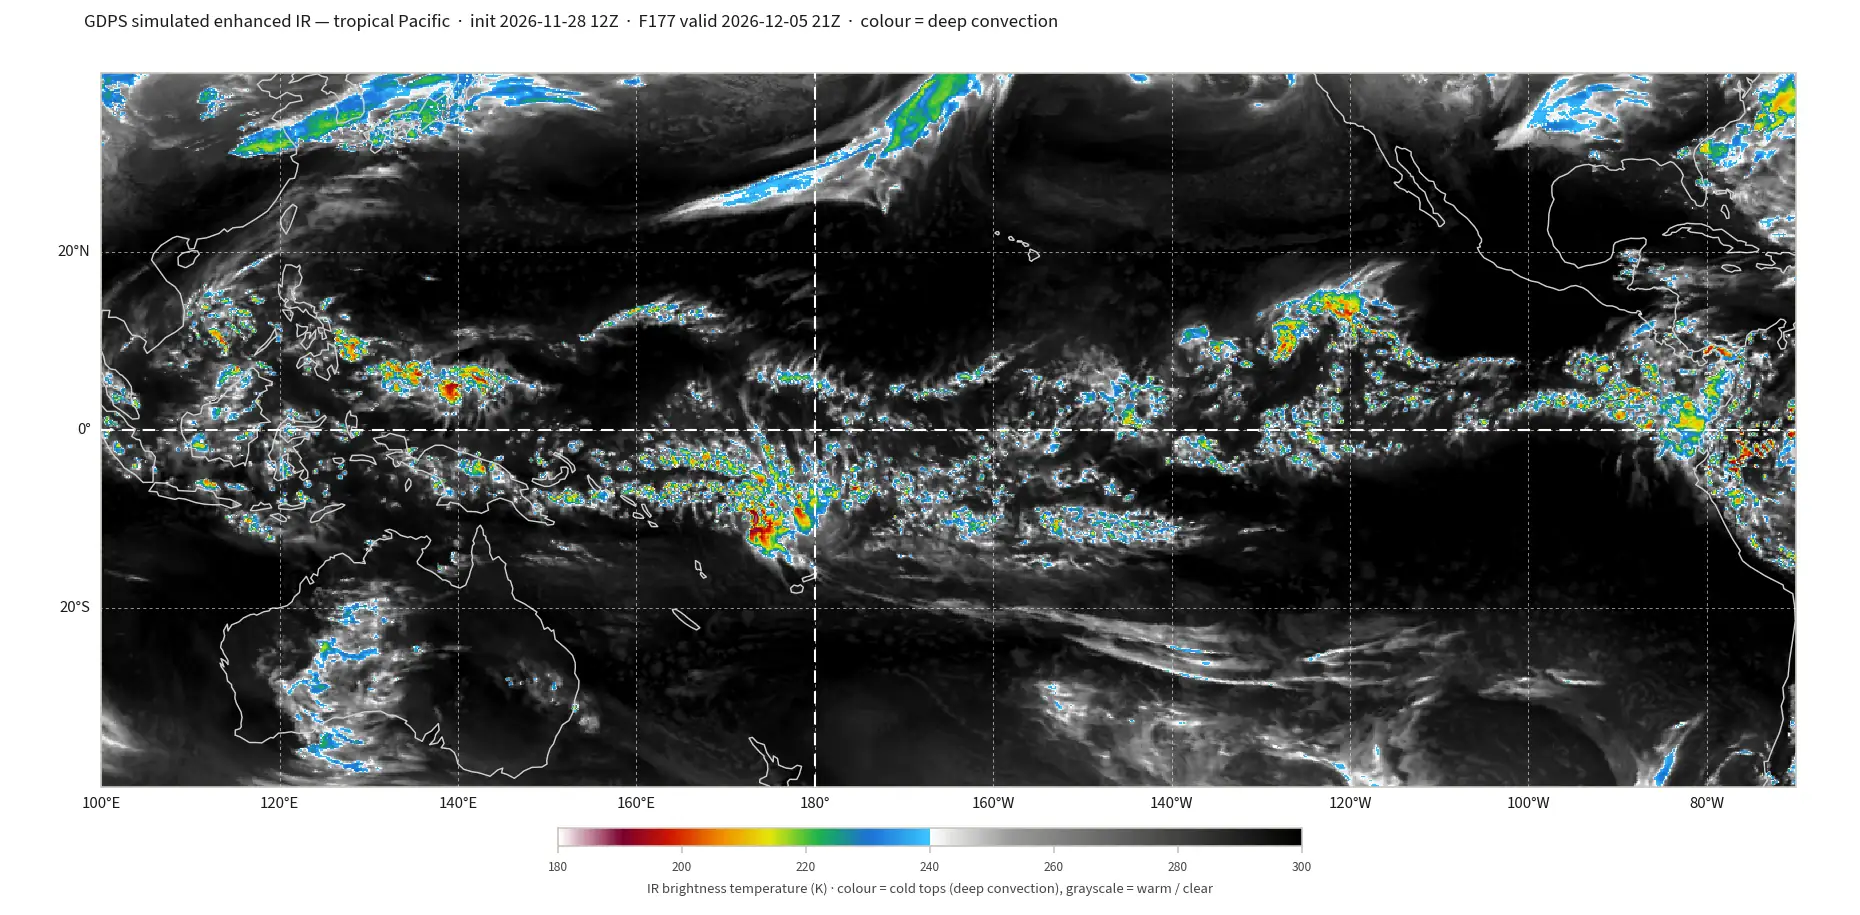 GDPS simulated enhanced IR — tropical Pacific · init 2026-11-28 12Z · F177 valid 2026-12-05 21Z · colour = deep convection
20°N
0°
20°S
100°E 120°E 140°E 160°E 180° 160°W 140°W 120°W 100°W 80°W
180 200 220 240 260 280 300
IR brightness temperature (K) · colour = cold tops (deep convection), grayscale = warm / clear